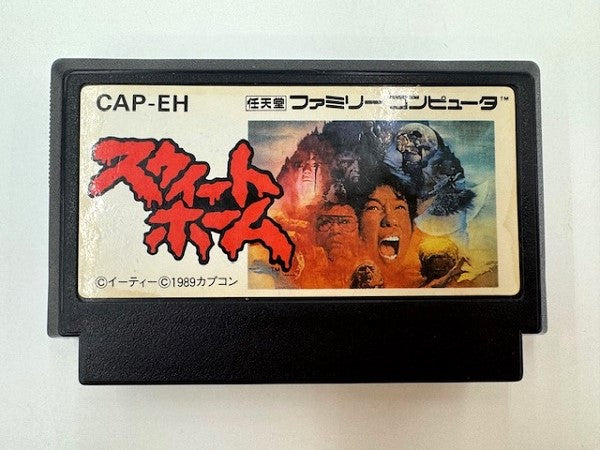 CAP-EH
任天堂 ファミリーコンピュータ™
スウィート
ホーム
©イーティー©1989カプコン